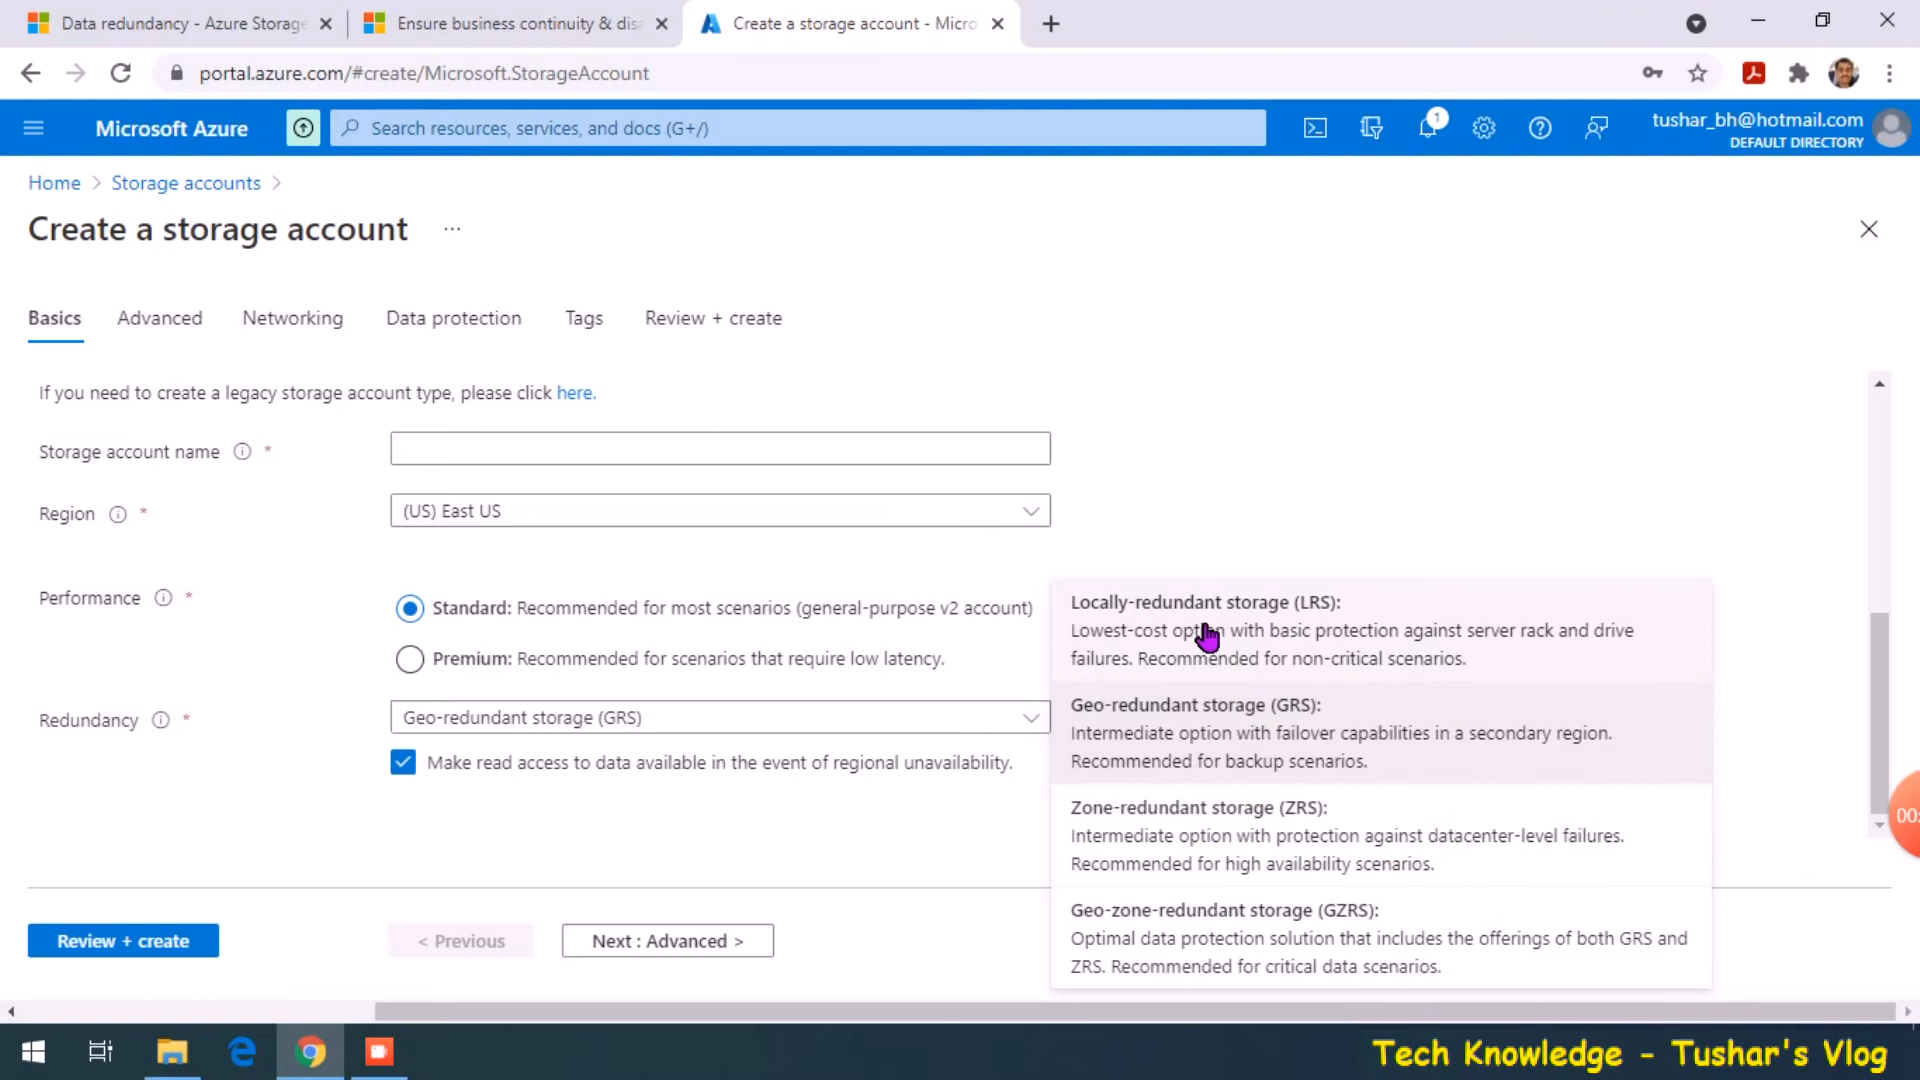 Data redundancy - Azure Storage
Ensure business continuity & disa
Create a storage account - Micro
portal.azure.com/#create/Microsoft.StorageAccount
Microsoft Azure
Search resources, services, and docs (G+/)
1
tushar_bh@hotmail.com
DEFAULT DIRECTORY
Home > Storage accounts >
Create a storage account ...
Basics
Advanced
Networking
Data protection
Tags
Review + create
If you need to create a legacy storage account type, please click here.
Storage account name *
Region *
(US) East US
Performance *
Standard: Recommended for most scenarios (general-purpose v2 account)
Premium: Recommended for scenarios that require low latency.
Redundancy *
Geo-redundant storage (GRS)
Make read access to data available in the event of regional unavailability.
Locally-redundant storage (LRS):
Lowest-cost option with basic protection against server rack and drive
failures. Recommended for non-critical scenarios.
Geo-redundant storage (GRS):
Intermediate option with failover capabilities in a secondary region.
Recommended for backup scenarios.
Zone-redundant storage (ZRS):
Intermediate option with protection against datacenter-level failures.
Recommended for high availability scenarios.
Geo-zone-redundant storage (GZRS):
Optimal data protection solution that includes the offerings of both GRS and
ZRS. Recommended for critical data scenarios.
00:
Review + create
< Previous
Next : Advanced >
Tech Knowledge - Tushar's Vlog